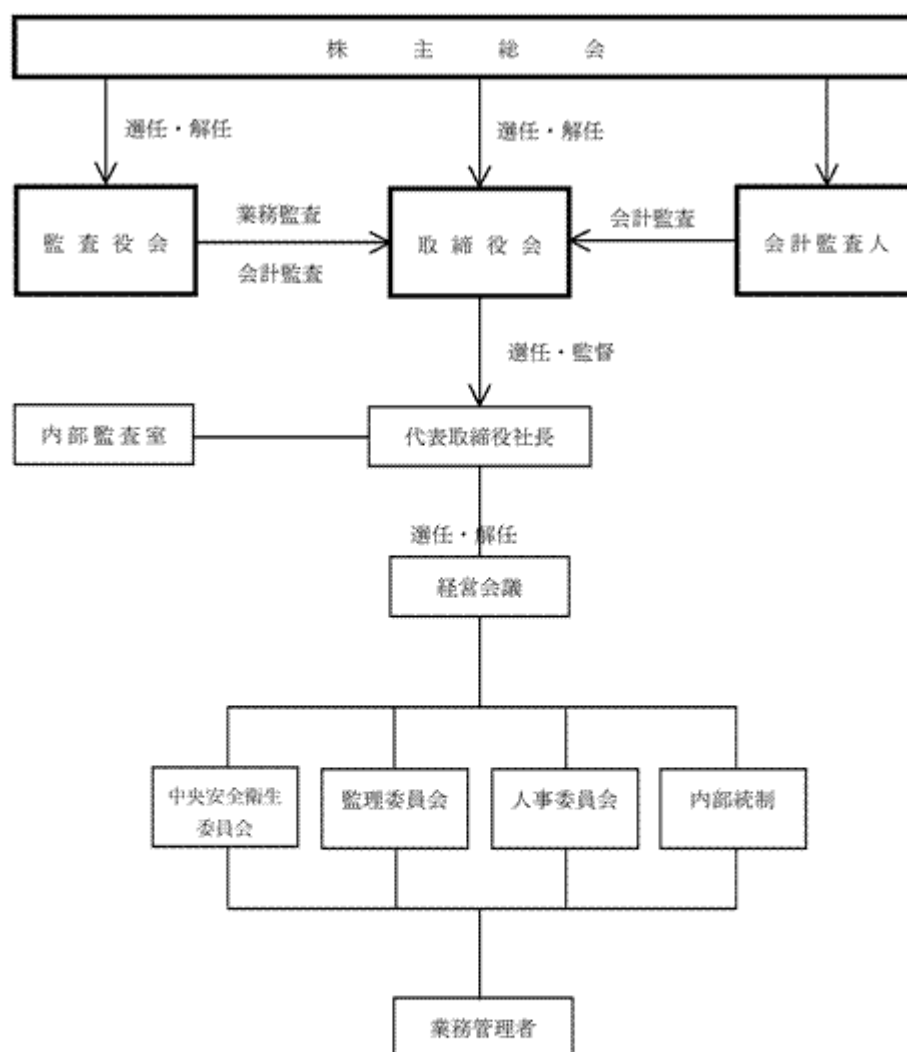 株主総会
選任・解任
選任・解任
監査役会
業務監査
会計監査
取締役会
会計監査
会計監査人
選任・監督
内部監査室
代表取締役社長
選任・解任
経営会議
中央安全衛生
委員会
監理委員会
人事委員会
内部統制
業務管理者